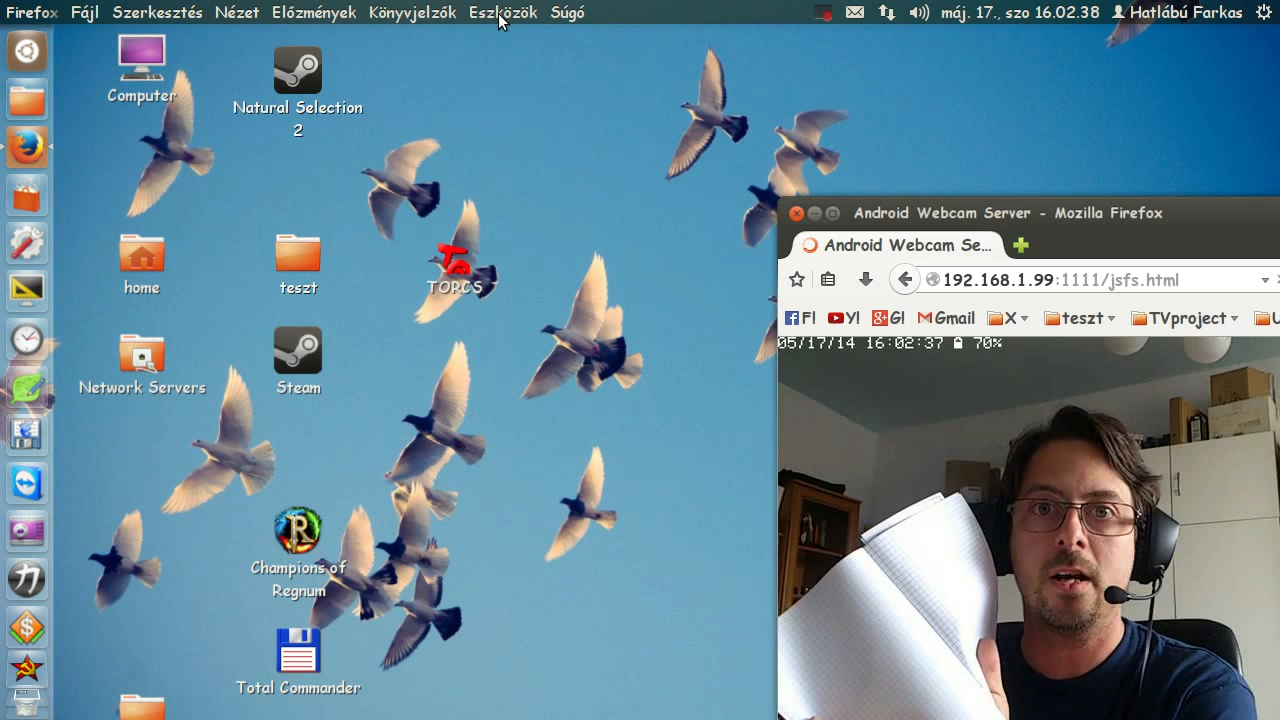 Firefox Fájl Szerkesztés Nézet Előzmények Könyvjelzők Eszközök Súgó máj. 17., szo 16.02.38 Hatlábú Farkas
Computer
Natural Selection
2
home
teszt
TORCS
Network Servers
Steam
Champions of
Regnum
Total Commander
Android Webcam Server - Mozilla Firefox
Android Webcam Se...
192.168.1.99:1111/jsfs.html
F! Y! G! Gmail X teszt TVproject U
05/17/14 16:02:37 70%